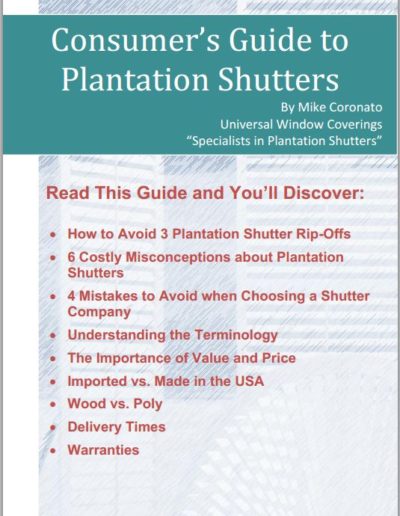 Consumer's Guide to
Plantation Shutters
By Mike Coronato
Universal Window Coverings
“Specialists in Plantation Shutters”
Read This Guide and You'll Discover:
• How to Avoid 3 Plantation Shutter Rip-Offs
• 6 Costly Misconceptions about Plantation
Shutters
• 4 Mistakes to Avoid when Choosing a Shutter
Company
• Understanding the Terminology
• The Importance of Value and Price
• Imported vs. Made in the USA
• Wood vs. Poly
• Delivery Times
• Warranties